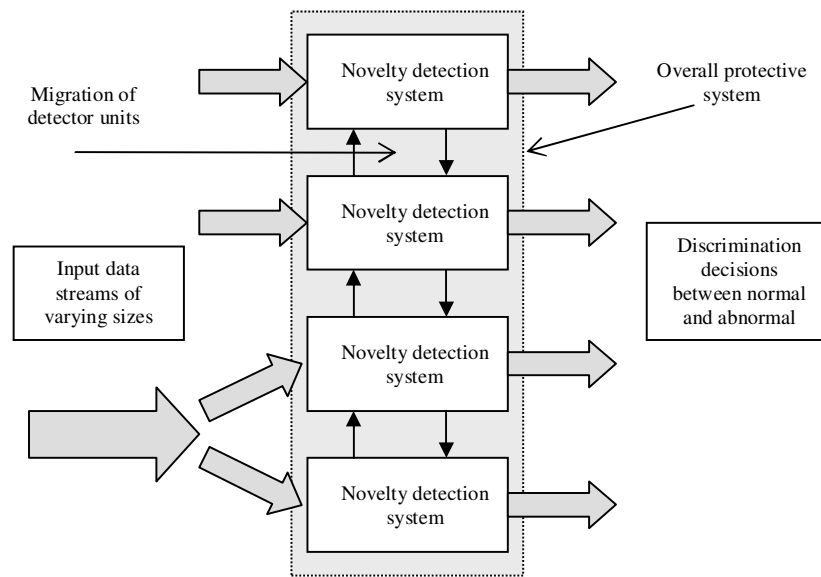 Novelty detection
system
Overall protective
system
Migration of
detector units
Novelty detection
system
Input data
streams of
varying sizes
Discrimination
decisions
between normal
and abnormal
Novelty detection
system
Novelty detection
system